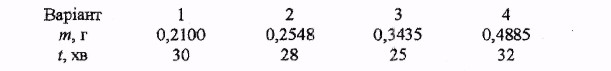 Варіант 1 2 3 4
m, г 0,2100 0,2548 0,3435 0,4885
t, хв 30 28 25 32